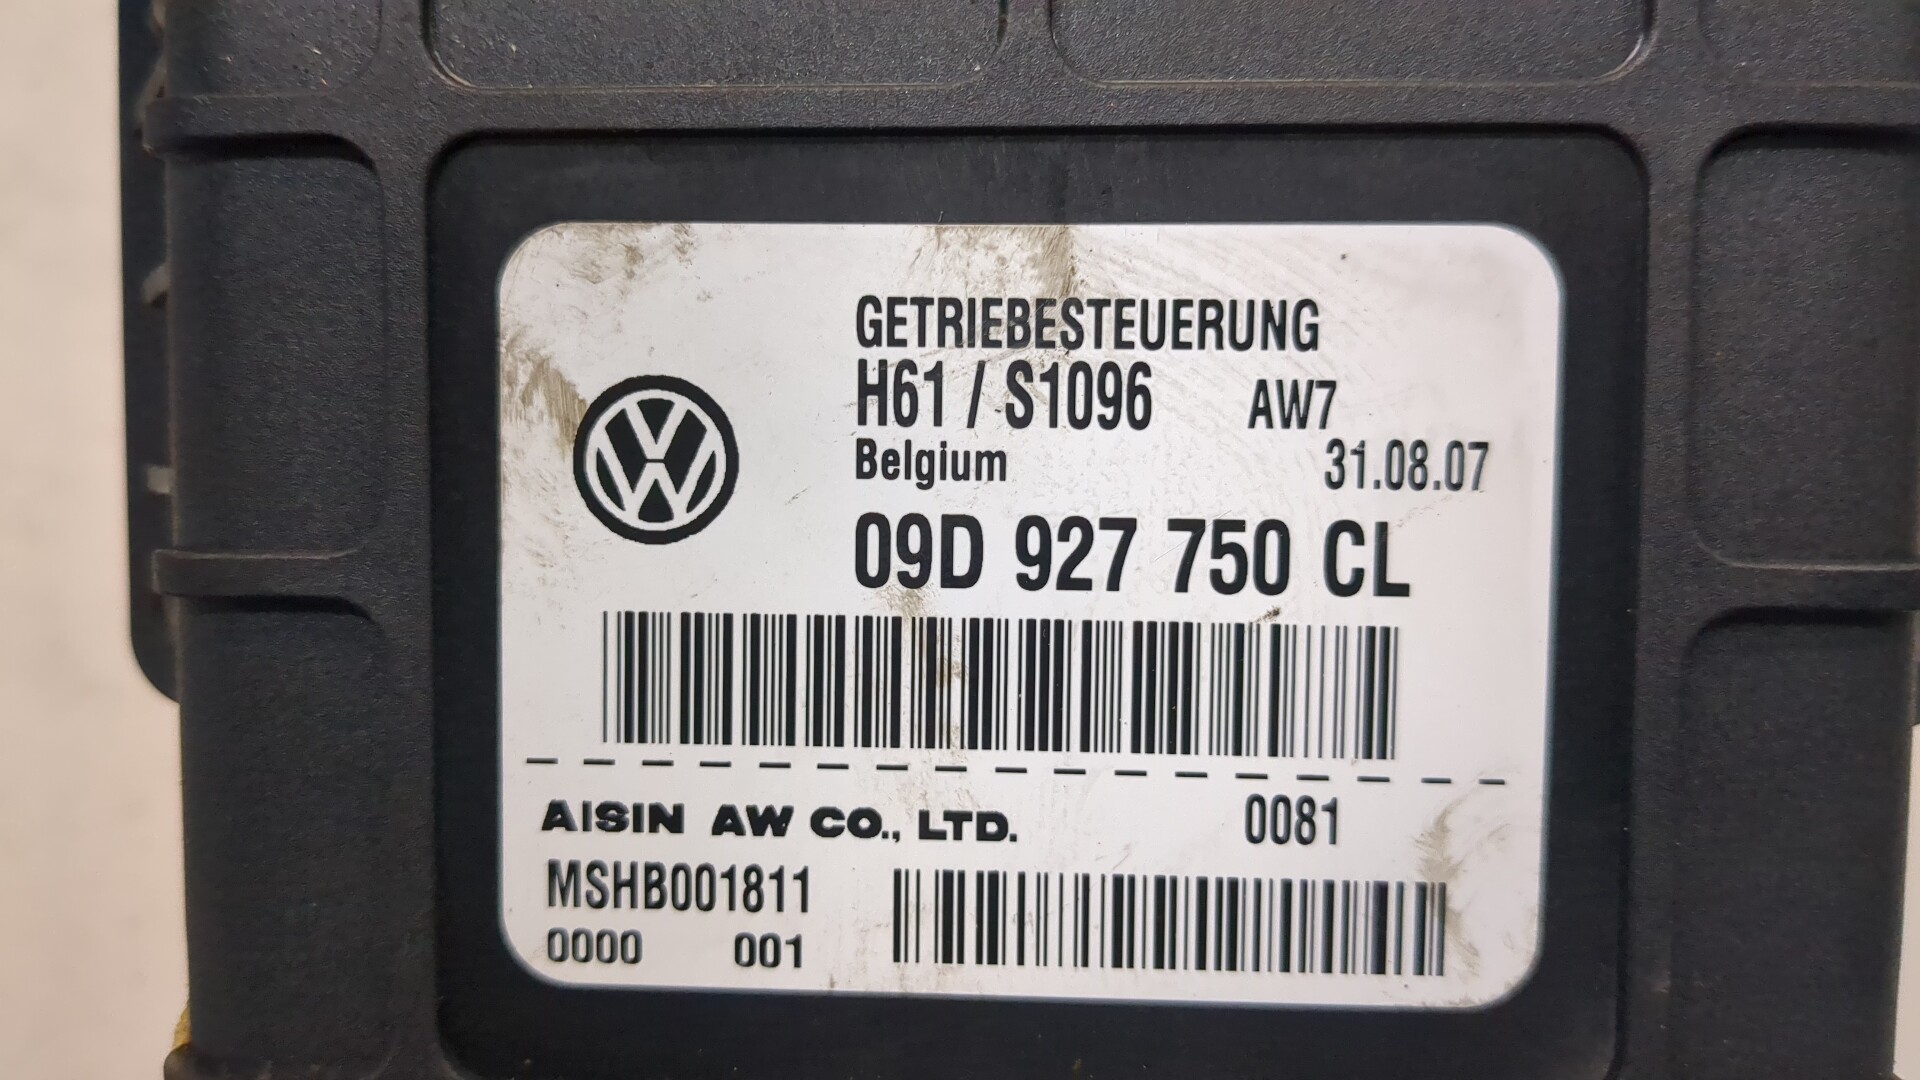 GETRIEBESTEUERUNG
H61 / S1096 AW7
Belgium 31.08.07
09D 927 750 CL
AISIN AW CO., LTD. 0081
MSHB001811
0000 001